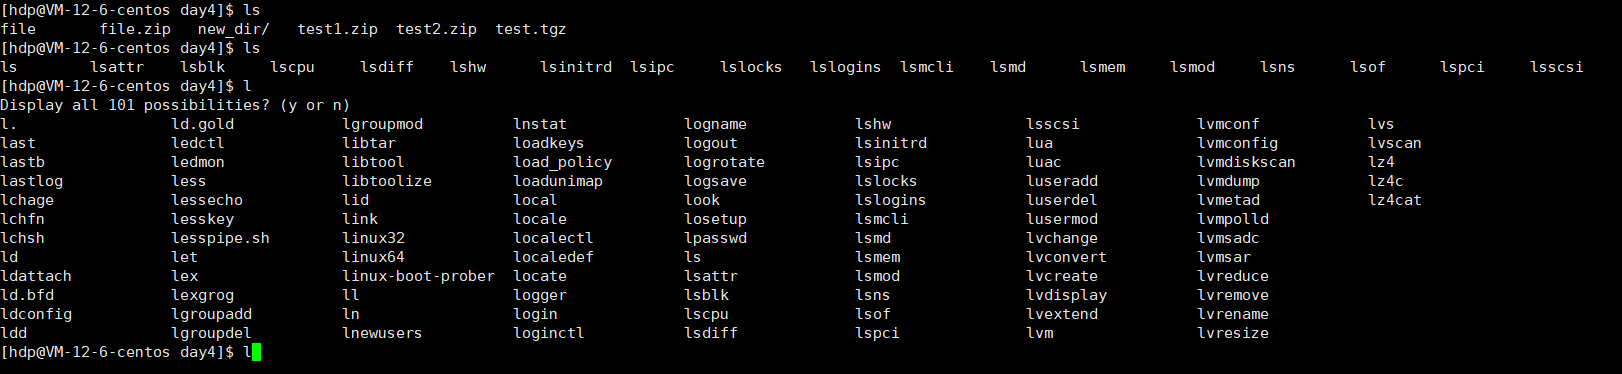 [hdp@VM-12-6-centos day4]$ ls
file       file.zip   new_dir/   test1.zip  test2.zip  test.tgz
[hdp@VM-12-6-centos day4]$ ls
ls        lsattr    lsblk     lscpu     lsdiff    lshw      lsinitrd  lsipc     lslocks   lslogins  lsmcli    lsmd      lsmem     lsmod     lsns      lsof      lspci     lsscsi
[hdp@VM-12-6-centos day4]$ l
Display all 101 possibilities? (y or n)
l.                 ld.gold            lgroupmod          lnstat             logname            lshw               lsscsi             lvmconf            lvs
last               ledctl             libtar             loadkeys           logout             lsinitrd           lua                lvmconfig          lvscan
lastb              ledmon             libtool            load_policy        logrotate          lsipc              luac               lvmdiskscan        lz4
lastlog            less               libtoolize         loadunimap         logsave            lslocks            luseradd           lvmdump            lz4c
lchage             lessecho           lid                local              look               lslogins           luserdel           lvmetad            lz4cat
lchfn              lesskey            link               locale             losetup            lsmcli             lusermod           lvmpolld
lchsh              lesspipe.sh        linux32            localectl          lpasswd            lsmd               lvchange           lvmsadc
ld                 let                linux64            localedef          ls                 lsmem              lvconvert          lvmsar
ldattach           lex                linux-boot-prober  locate             lsattr             lsmod              lvcreate           lvreduce
ld.bfd             lexgrog            ll                 logger             lsblk              lsns               lvdisplay          lvremove
ldconfig           lgroupadd          ln                 login              lscpu              lsof               lvextend           lvrename
ldd                lgroupdel          lnewusers          loginctl           lsdiff             lspci              lvm                lvresize
[hdp@VM-12-6-centos day4]$ l